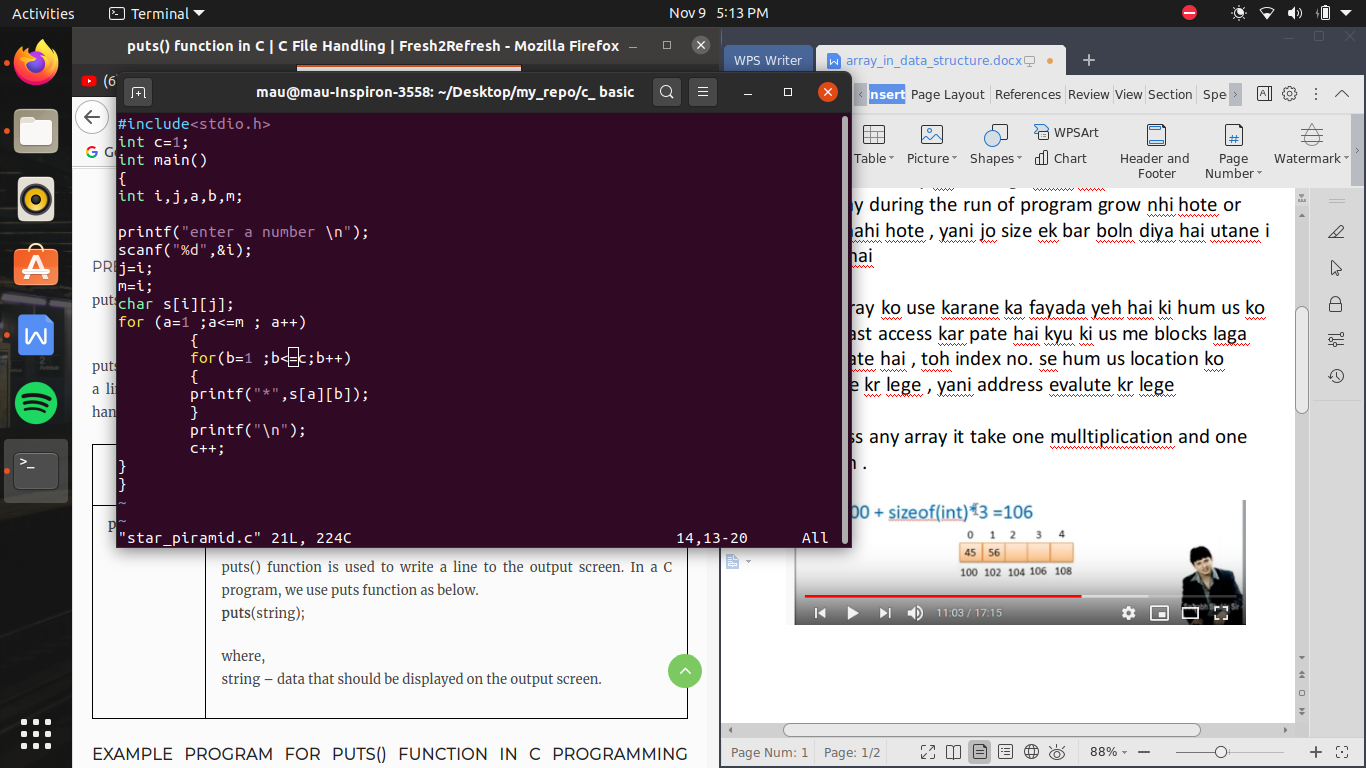 Activities
Terminal
Nov 9 5:13 PM
puts() function in C | C File Handling | Fresh2Refresh - Mozilla Firefox
(6
mau@mau-Inspiron-3558: ~/Desktop/my_repo/c_ basic
#include<stdio.h>
int c=1;
int main()
{
int i,j,a,b,m;
printf("enter a number \n");
scanf("%d",&i);
j=i;
m=i;
char s[i][j];
for (a=1 ;a<=m ; a++)
{
for(b=1 ;b<=c;b++)
{
printf("*",s[a][b]);
}
printf("\n");
c++;
}
}
~
~
"star_piramid.c" 21L, 224C
14,13-20
All
G
PRE
puts
puts
a li
han
p
puts() function is used to write a line to the output screen. In a C
program, we use puts function as below.
puts(string);
where,
string – data that should be displayed on the output screen.
EXAMPLE PROGRAM FOR PUTS() FUNCTION IN C PROGRAMMING
WPS Writer
array_in_data_structure.docx
Insert
Page Layout
References
Review
View
Section
Spe
Table
Picture
Shapes
WPSArt
Chart
Header and
Footer
Page
Number
Watermark
y during the run of program grow nhi hote or
ahi hote , yani jo size ek bar boln diya hai utane i
hai
ray ko use karane ka fayada yeh hai ki hum us ko
ast access kar pate hai kyu ki us me blocks laga
ate hai , toh index no. se hum us location ko
e kr lege , yani address evalute kr lege
ss any array it take one mulltiplication and one
.
00 + sizeof(int)*3 =106
0 1 2 3 4
45 56
100 102 104 106 108
11:03 / 17:15
Page Num: 1
Page: 1/2
88%